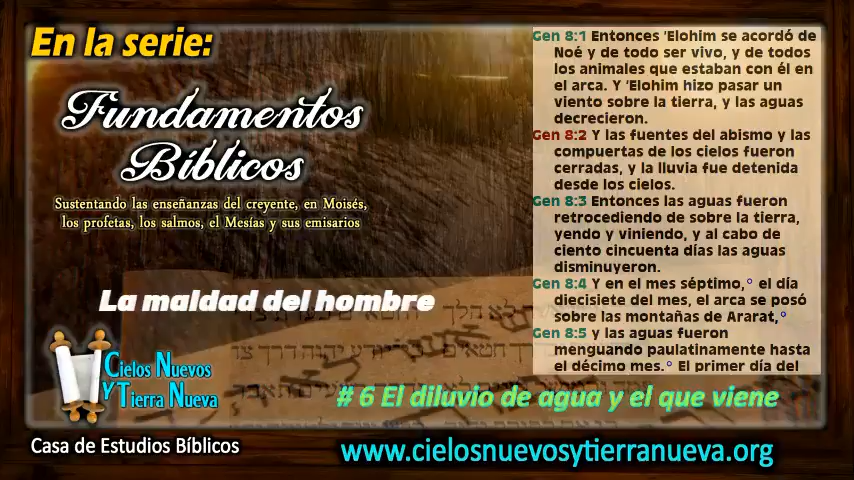 En la serie:
Fundamentos
Bíblicos
Sustentando las enseñanzas del creyente, en Moisés,
los profetas, los salmos, el Mesías y sus emisarios
La maldad del hombre
Cielos Nuevos
Y Tierra Nueva
Casa de Estudios Bíblicos
Gen 8:1 Entonces 'Elohim se acordó de
Noé y de todo ser vivo, y de todos
los animales que estaban con él en
el arca. Y 'Elohim hizo pasar un
viento sobre la tierra, y las aguas
decrecieron.
Gen 8:2 Y las fuentes del abismo y las
compuertas de los cielos fueron
cerradas, y la lluvia fue detenida
desde los cielos.
Gen 8:3 Entonces las aguas fueron
retrocediendo de sobre la tierra,
yendo y viniendo, y al cabo de
ciento cincuenta días las aguas
disminuyeron.
Gen 8:4 Y en el mes séptimo,° el día
diecisiete del mes, el arca se posó
sobre las montañas de Ararat,°
Gen 8:5 y las aguas fueron
menguando paulatinamente hasta
el décimo mes.° El primer día del
# 6 El diluvio de agua y el que viene
www.cielosnuevosytierranueva.org